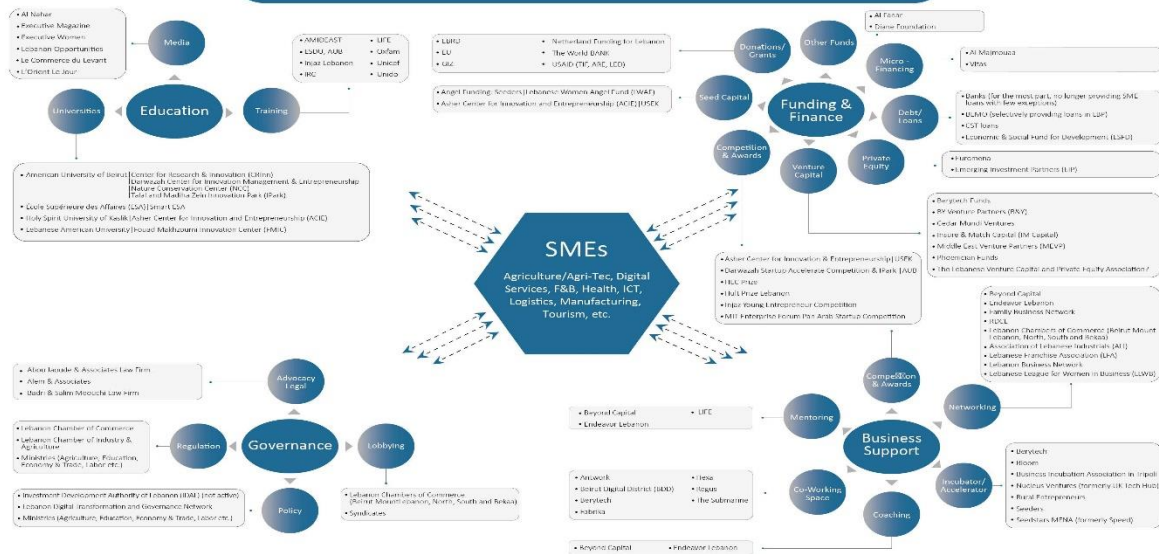 • Al Nahar
• Executive Magazine
• Executive Women
• Lebanon Opportunities
• Le Commerce du Levant
• L'Orient Le Jour
Media
• AMIDEAST
• ESDU, AUB
• Injaz Lebanon
• IRC
• LIFE
• Oxfam
• Unicef
• Unido
Universities
Education
Training
• American University of Beirut|Center for Research & Innovation (CRInn)
|Darwazah Center for Innovation Management & Entrepreneurship
|Nature Conservation Center (NCC)
|Talal and Madiha Zein Innovation Park (iPark)
• École Supérieure des Affaires (ESA)|Smart ESA
• Holy Spirit University of Kaslik|Asher Center for Innovation and Entrepreneurship (ACIE)
• Lebanese American University|Fouad Makhzoumi Innovation Center (FMIC)
• EBRD
• EU
• GIZ
• Netherland Funding for Lebanon
• The World BANK
• USAID (TIF, ARE, LED)
• Angel Funding: Seeders|Lebanese Women Angel Fund (LWAF)
• Asher Center for Innovation and Entrepreneurship (ACIE)|USEK
Donations/
Grants
Other Funds
• Al Fanar
• Diane Foundation
Micro -
Financing
• Al Majmouaa
• Vitas
Seed Capital
Funding &
Finance
Debt/
Loans
• Banks (for the most part, no longer providing SME
loans with few exceptions)
• BEMO (selectively providing loans in LBP)
• CST loans
• Economic & Social Fund for Development (ESFD)
Competition
& Awards
Venture
Capital
Private
Equity
• Euromena
• Emerging Investment Partners (EIP)
• Berytech Funds
• BY Venture Partners (B&Y)
• Cedar Mundi Ventures
• Insure & Match Capital (IM Capital)
• Middle East Venture Partners (MEVP)
• Phoenician Funds
• The Lebanese Venture Capital and Private Equity Association?
• Asher Center for Innovation & Entrepreneurship|USEK
• Darwazah Startup Accelerate Competition & iPark |AUB
• Hult Prize Lebanon
• Injaz Young Entrepreneur Competition
• MIT Enterprise Forum Pan Arab Startup Competition
SMEs
Agriculture/Agri-Tec, Digital
Services, F&B, Health, ICT,
Logistics, Manufacturing,
Tourism, etc.
• Abou Jaoude & Associates Law Firm
• Alem & Associates
• Badri & Salim Meouchi Law Firm
Advocacy
Legal
• Lebanon Chamber of Commerce
• Lebanon Chamber of Industry &
Agriculture
• Ministries (Agriculture, Education,
Economy & Trade, Labor etc.)
Regulation
Governance
Lobbying
• Investment Development Authority of Lebanon (IDAL) (not active)
• Lebanon Digital Transformation and Governance Network
• Ministries (Agriculture, Education, Economy & Trade, Labor etc.)
Policy
• Lebanon Chambers of Commerce
(Beirut Mount Lebanon, North, South and Bekaa)
• Syndicates
• Beyond Capital
• Endeavor Lebanon
• Family Business Network
• RDCL
• Lebanon Chambers of Commerce (Beirut Mount
Lebanon, North, South and Bekaa)
• Association of Lebanese Industrials (ALI)
• Lebanese Franchise Association (LFA)
• Lebanon Business Network
• Lebanese League for Women in Business (LLWB)
& Awards
Networking
• Beyond Capital
• Endeavor Lebanon
• LIFE
Mentoring
Business
Support
• Antwork
• Beirut Digital District (BDD)
• Berytech
• Fabrika
• Hexa
• Regus
• The Submarine
Co-Working
Space
Coaching
Incubator/
Accelerator
• Berytech
• Bloom
• Business Incubation Association in Tripoli
• Nucleus Ventures (formerly UK Tech Hub)
• Rural Entrepreneurs
• Seeders
• Seedstars MENA (formerly Speed)
• Beyond Capital
• Endeavor Lebanon